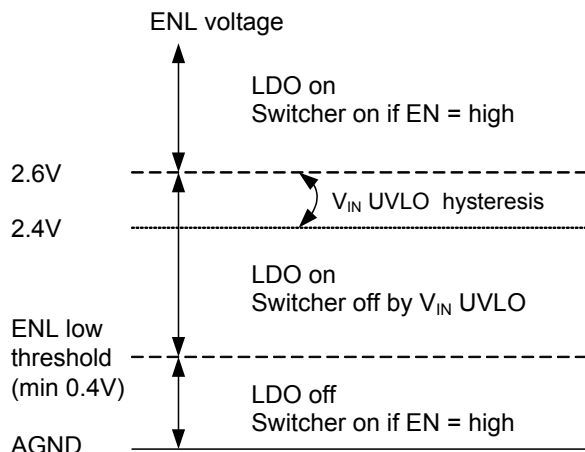 ENL voltage
LDO on
Switcher on if EN = high
2.6V
VIN UVLO hysteresis
2.4V
LDO on
Switcher off by VIN UVLO
ENL low
threshold
(min 0.4V)
LDO off
Switcher on if EN = high
AGND